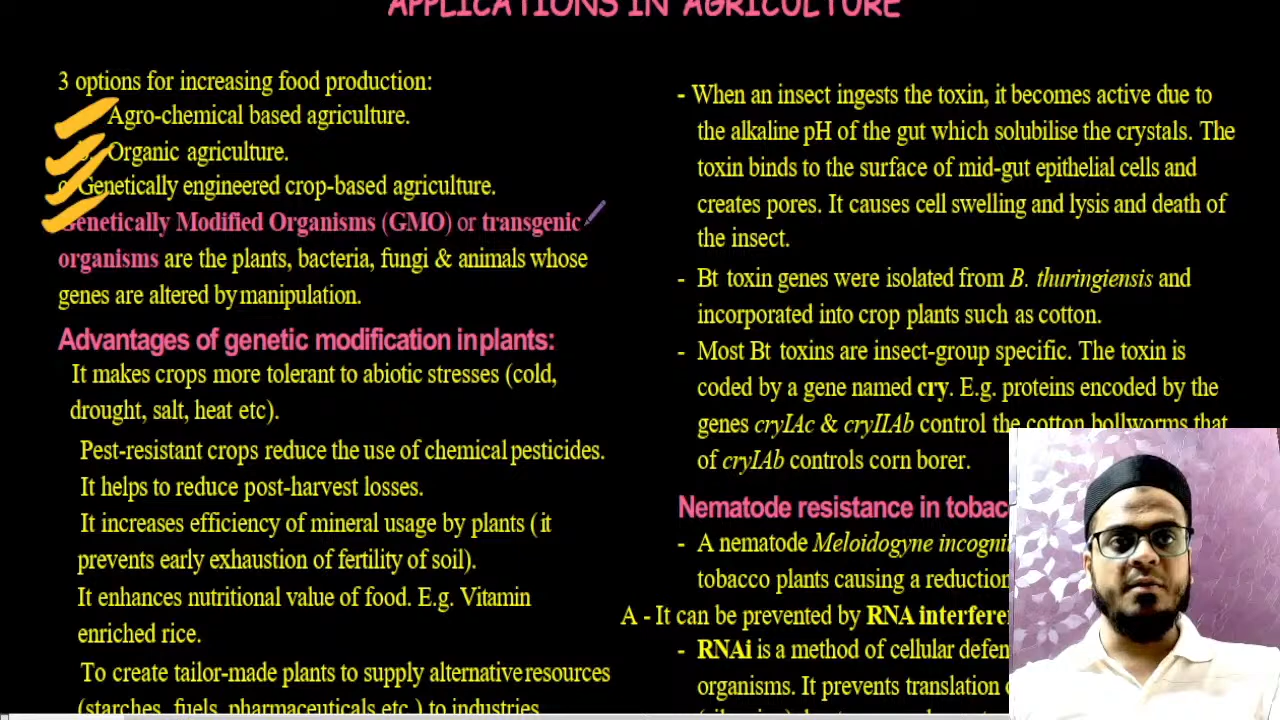 APPLICATIONS IN AGRICULTURE
3 options for increasing food production:
Agro-chemical based agriculture.
b. Organic agriculture.
c. Genetically engineered crop-based agriculture.
Genetically Modified Organisms (GMO) or transgenic
organisms are the plants, bacteria, fungi & animals whose
genes are altered by manipulation.
Advantages of genetic modification in plants:
It makes crops more tolerant to abiotic stresses (cold,
drought, salt, heat etc).
Pest-resistant crops reduce the use of chemical pesticides.
It helps to reduce post-harvest losses.
It increases efficiency of mineral usage by plants (it
prevents early exhaustion of fertility of soil).
It enhances nutritional value of food. E.g. Vitamin
enriched rice.
To create tailor-made plants to supply alternative resources
(starches, fuels, pharmaceuticals etc.) to industries
- When an insect ingests the toxin, it becomes active due to
the alkaline pH of the gut which solubilise the crystals. The
toxin binds to the surface of mid-gut epithelial cells and
creates pores. It causes cell swelling and lysis and death of
the insect.
- Bt toxin genes were isolated from B. thuringiensis and
incorporated into crop plants such as cotton.
- Most Bt toxins are insect-group specific. The toxin is
coded by a gene named cry. E.g. proteins encoded by the
genes cryIAc & cryIIAb control the cotton bollworms that
of cryIAb controls corn borer.
Nematode resistance in
- A nematode Meloidogyne
tobacco plants causing a reduction
A - It can be prevented by RNA
- RNAi is a method of cellular
organisms. It prevents translation